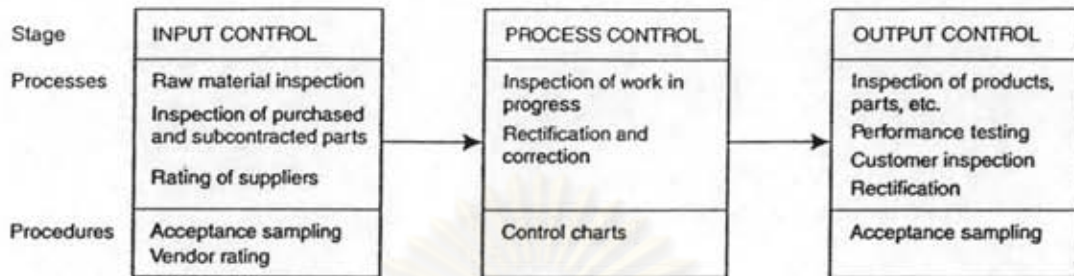 Stage
INPUT CONTROL
PROCESS CONTROL
OUTPUT CONTROL
Processes
Raw material inspection
Inspection of purchased
and subcontracted parts
Rating of suppliers
Inspection of work in
progress
Rectification and
correction
Inspection of products,
parts, etc.
Performance testing
Customer inspection
Rectification
Procedures
Acceptance sampling
Vendor rating
Control charts
Acceptance sampling